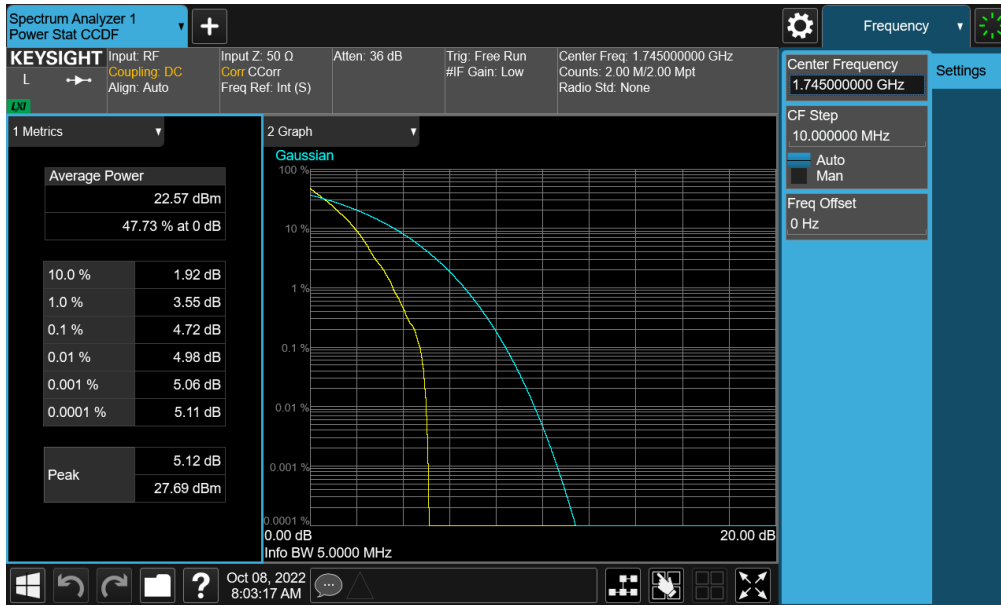 Spectrum Analyzer 1
Power Stat CCDF
+
Frequency
KEYSIGHT
L
LXI
Input: RF
Coupling: DC
Align: Auto
Input Z: 50 Ω
Corr CCorr
Freq Ref: Int (S)
Atten: 36 dB
Trig: Free Run
#IF Gain: Low
Center Freq: 1.745000000 GHz
Counts: 2.00 M/2.00 Mpt
Radio Std: None
Center Frequency
1.745000000 GHz
Settings
CF Step
10.000000 MHz
Auto
Man
Freq Offset
0 Hz
1 Metrics
Average Power
22.57 dBm
47.73 % at 0 dB
10.0 % 1.92 dB
1.0 % 3.55 dB
0.1 % 4.72 dB
0.01 % 4.98 dB
0.001 % 5.06 dB
0.0001 % 5.11 dB
Peak
5.12 dB
27.69 dBm
2 Graph
Gaussian
100 %
10 %
1 %
0.1 %
0.01 %
0.001 %
0.0001 %
0.00 dB 20.00 dB
Info BW 5.0000 MHz
?
Oct 08, 2022
8:03:17 AM